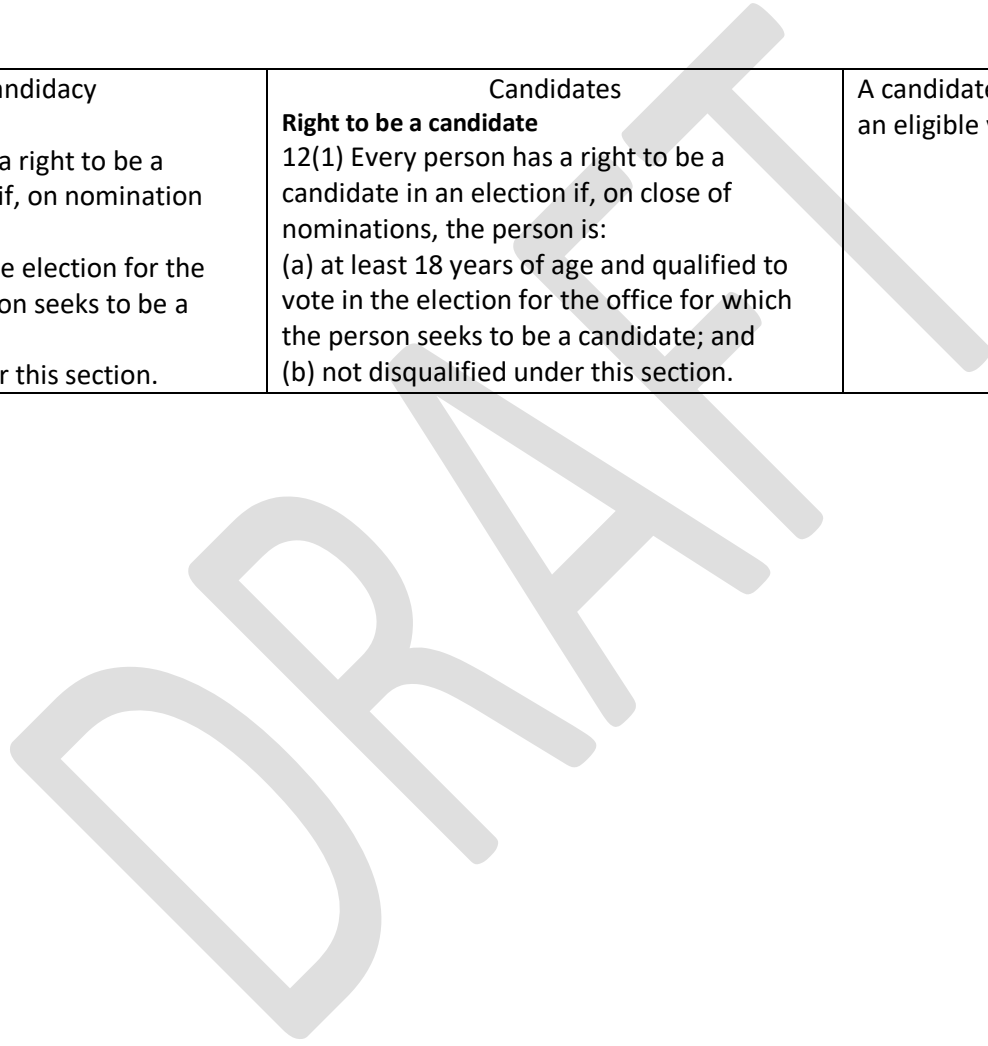 andidacy
a right to be a
if, on nomination
e election for the
on seeks to be a
r this section.
Candidates
Right to be a candidate
12(1) Every person has a right to be a
candidate in an election if, on close of
nominations, the person is:
(a) at least 18 years of age and qualified to
vote in the election for the office for which
the person seeks to be a candidate; and
(b) not disqualified under this section.
A candidate
an eligible
DRAFT